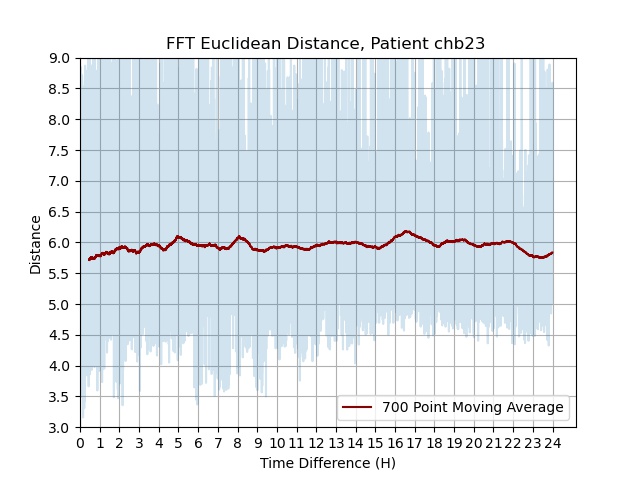 FFT Euclidean Distance, Patient chb23
9.0
8.5
8.0
7.5
7.0
6.5
6.0
5.5
5.0
4.5
4.0
3.5
3.0
Distance
700 Point Moving Average
0 1 2 3 4 5 6 7 8 9 10 11 12 13 14 15 16 17 18 19 20 21 22 23 24
Time Difference (H)